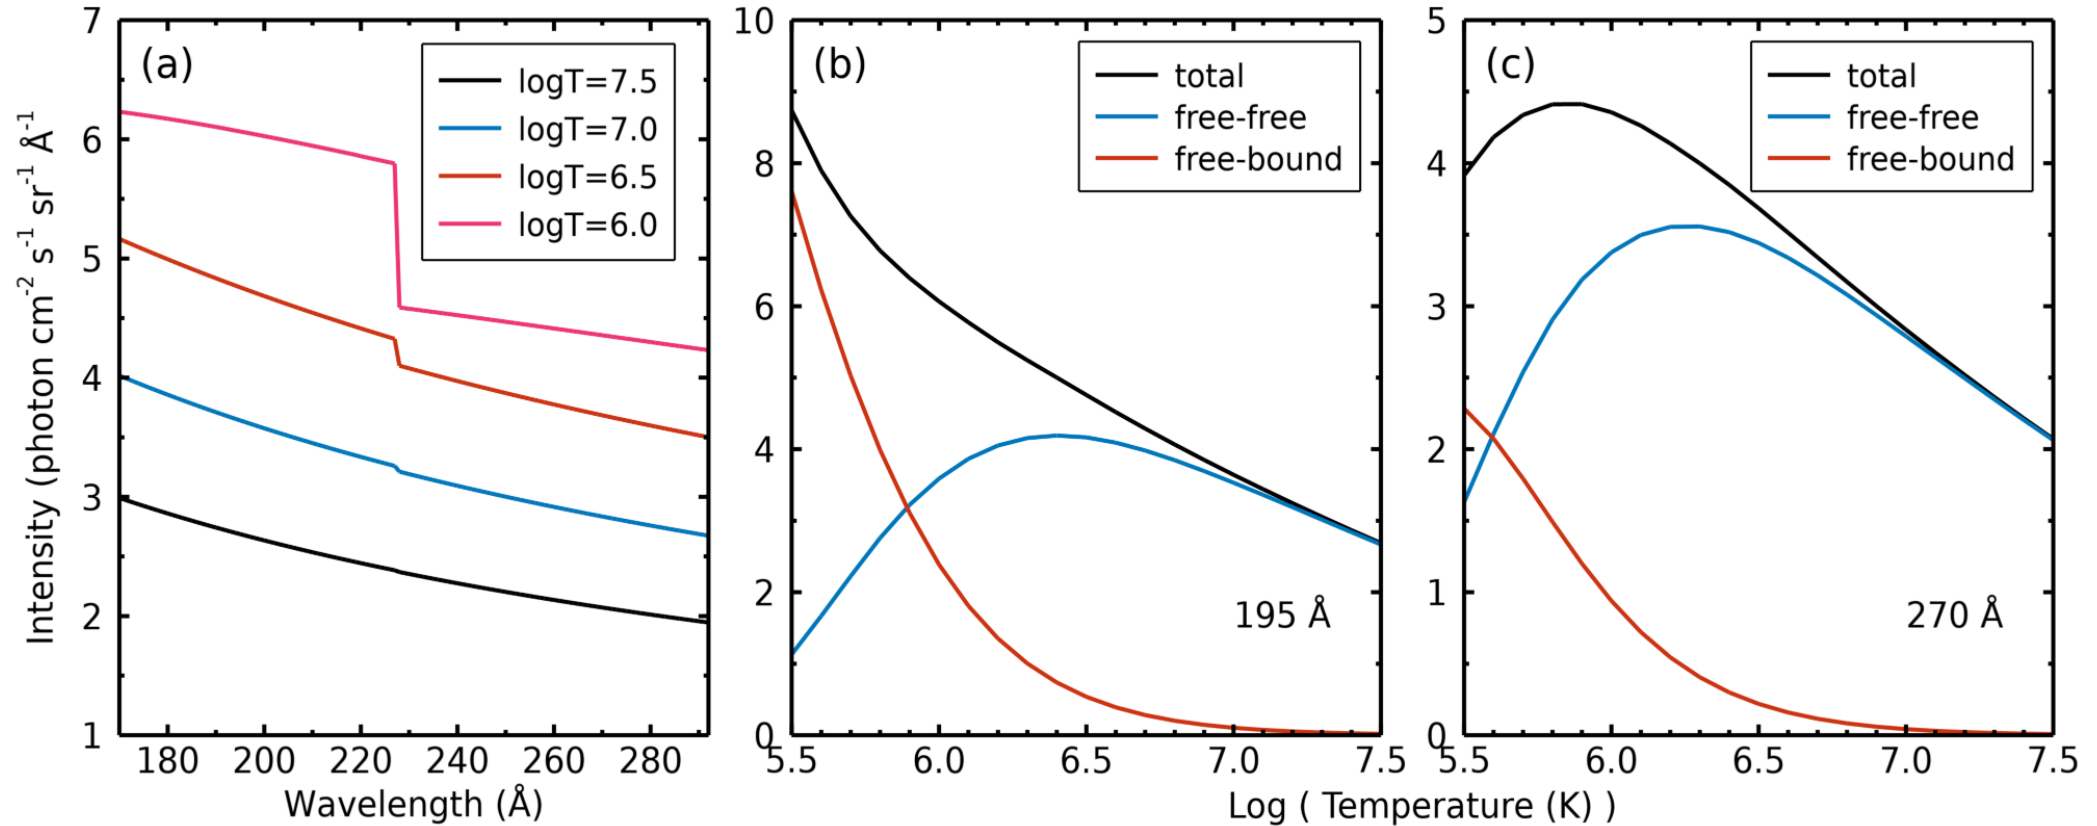 (a)
logT=7.5
logT=7.0
logT=6.5
logT=6.0
7
6
5
4
3
2
1
180 200 220 240 260 280
Wavelength (Å)
Intensity (photon cm-2 s-1 sr-1 Å-1)
(b)
total
free-free
free-bound
195 Å
10
8
6
4
2
0
5.5 6.0 6.5 7.0 7.5
(c)
total
free-free
free-bound
270 Å
5
4
3
2
1
0
5.5 6.0 6.5 7.0 7.5
Log ( Temperature (K) )